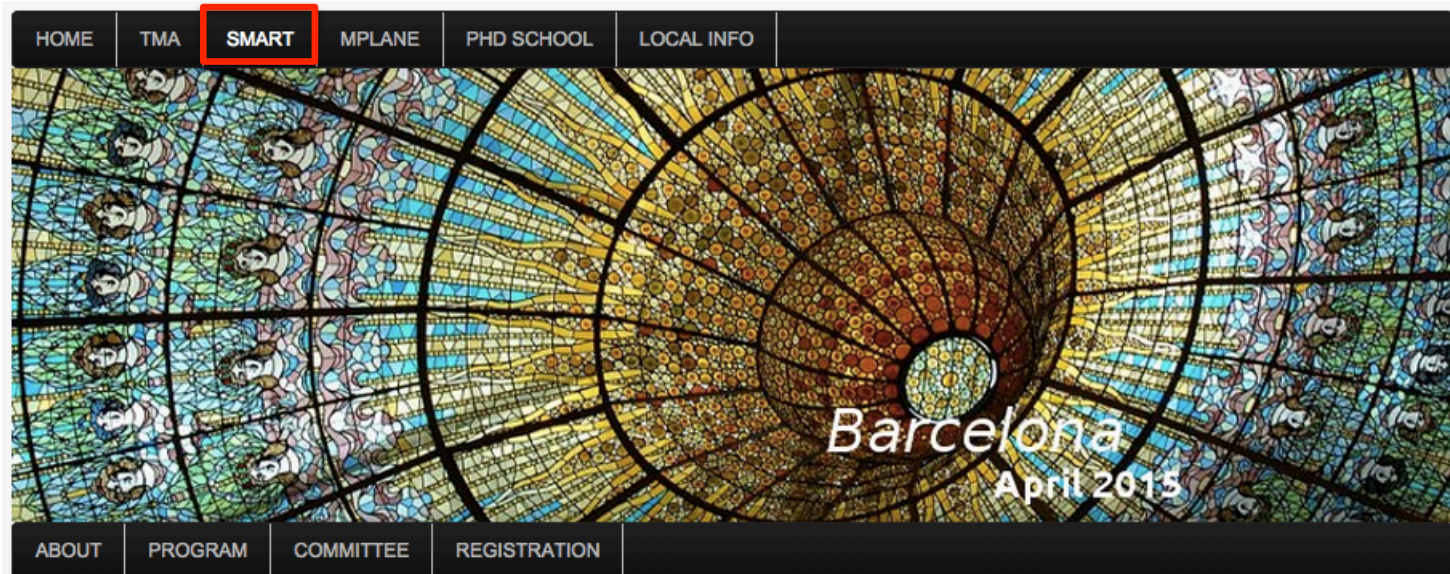 HOME TMA SMART MPLANE PHD SCHOOL LOCAL INFO
Barcelona
April 2015
ABOUT PROGRAM COMMITTEE REGISTRATION